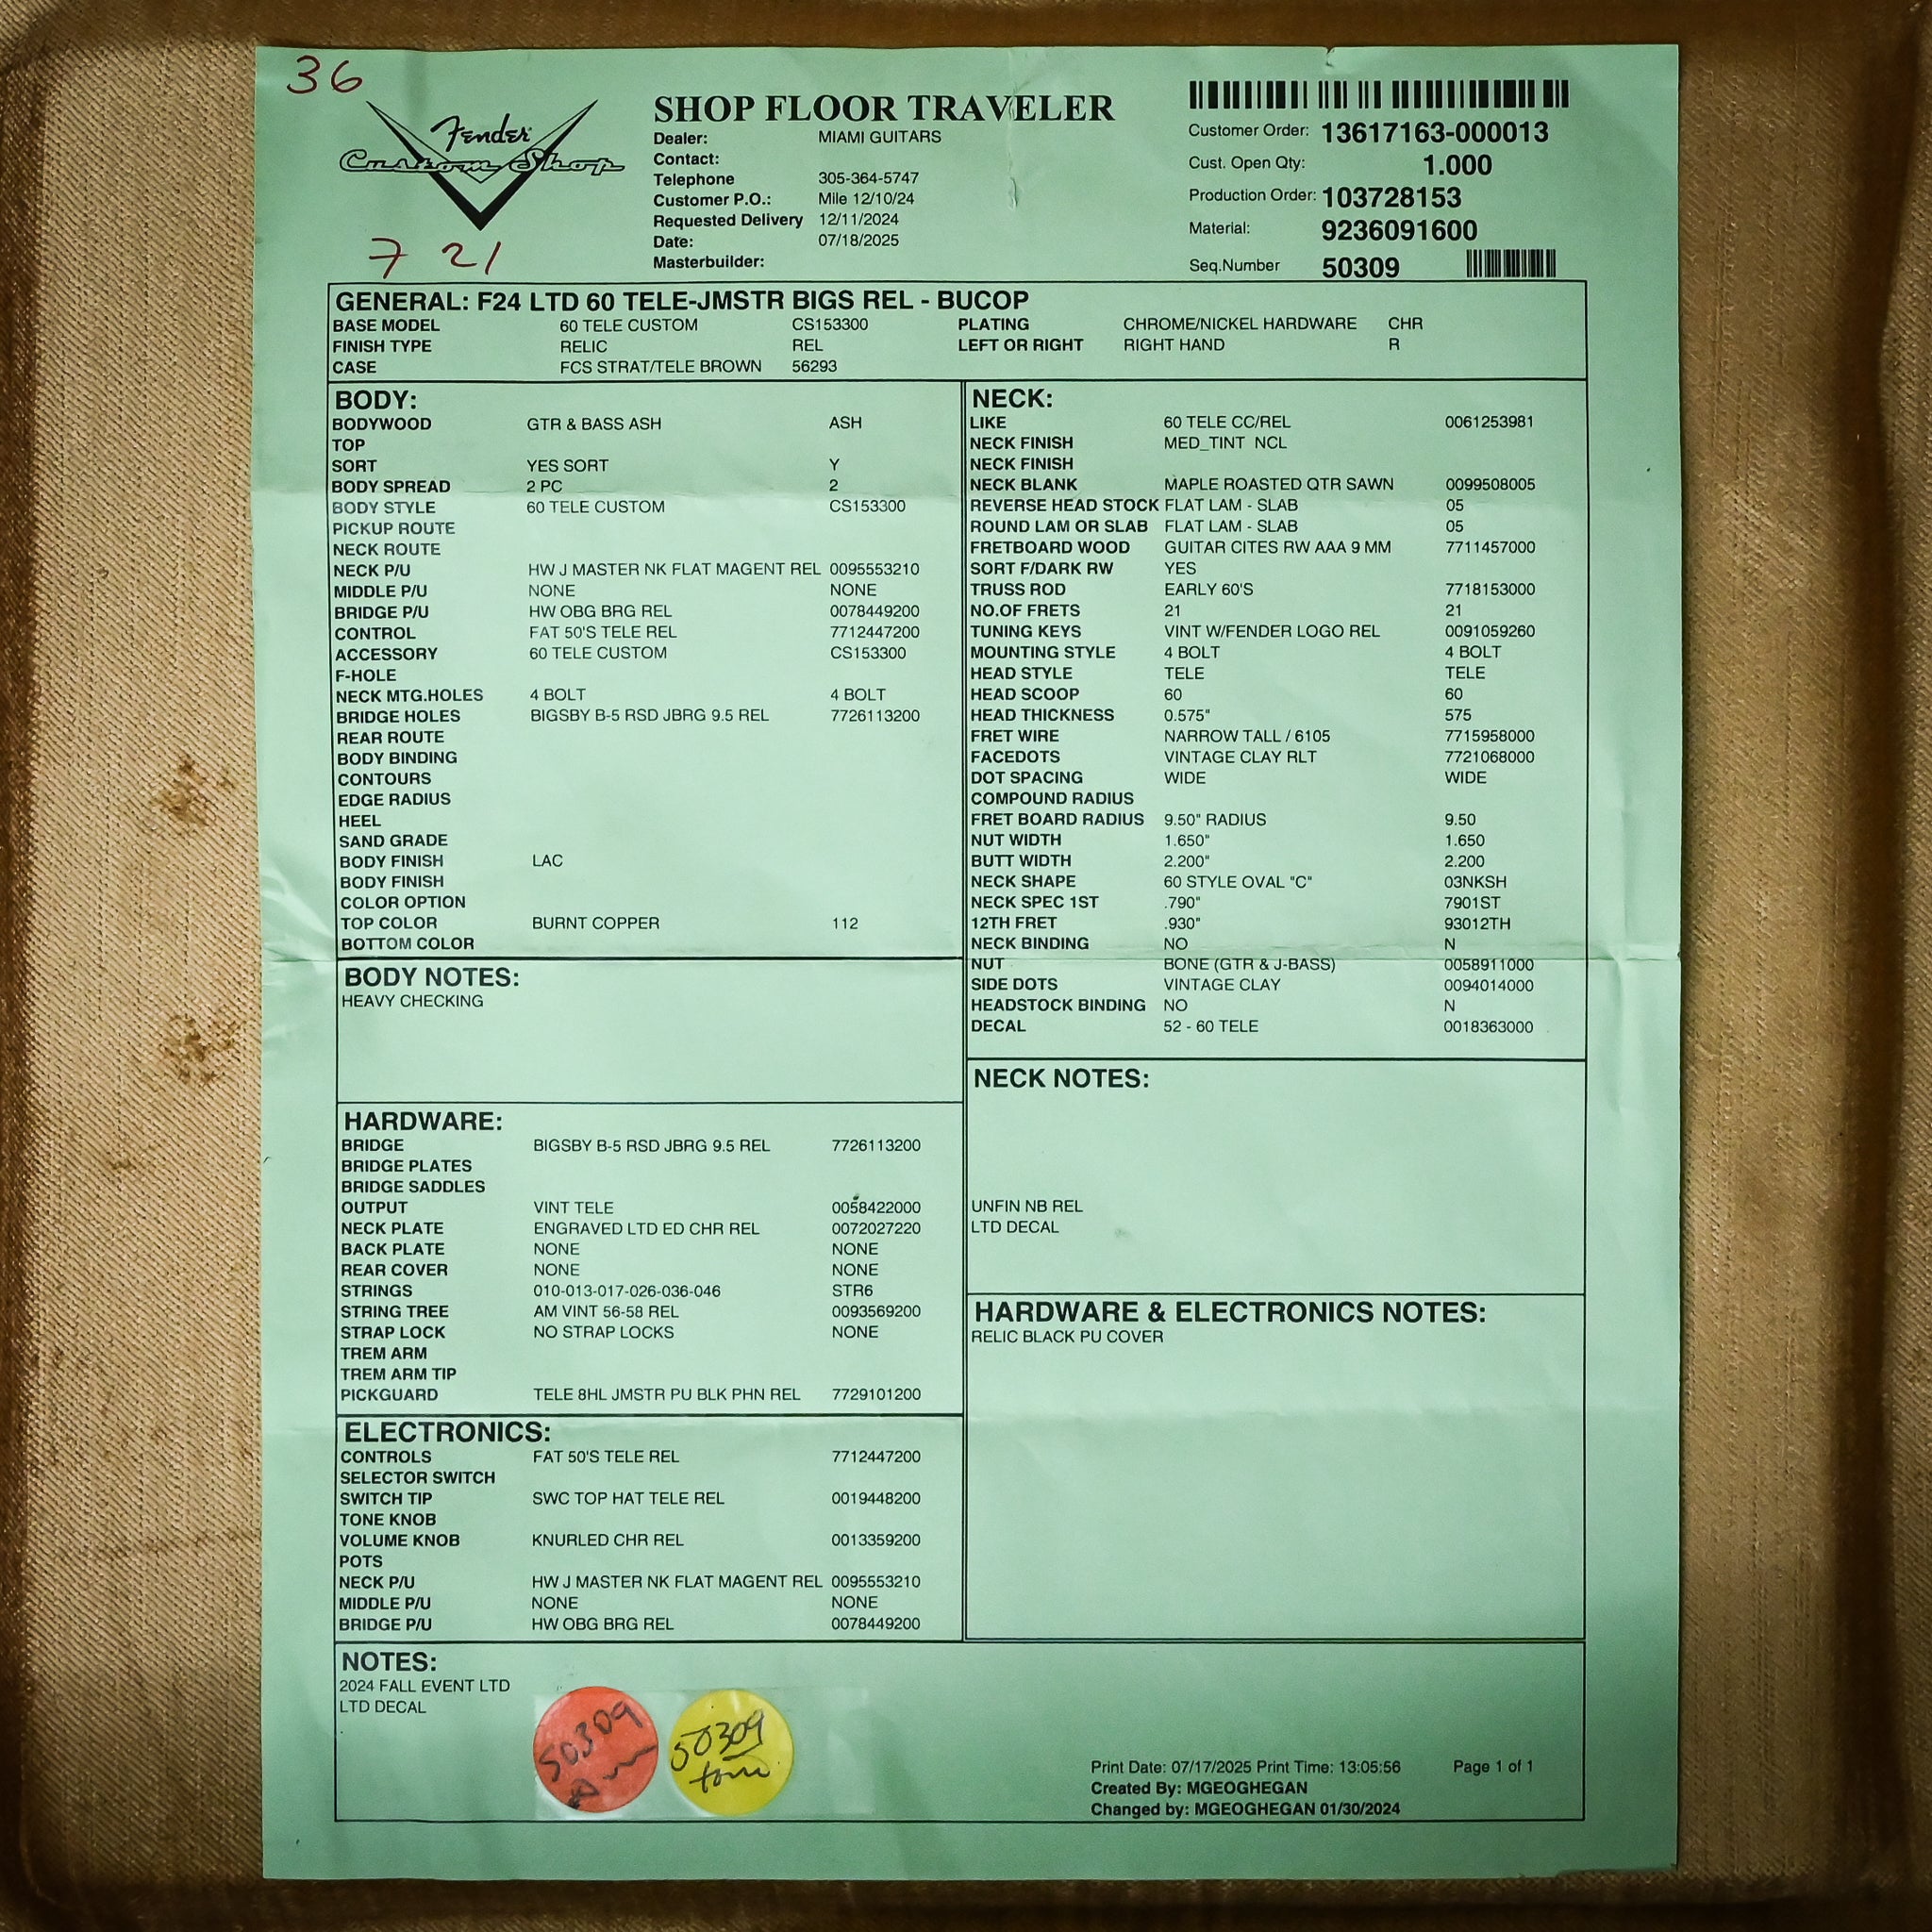 36
Fender
Custom Shop
7 21
SHOP FLOOR TRAVELER
Dealer: MIAMI GUITARS
Contact:
Telephone 305-364-5747
Customer P.O.: Mile 12/10/24
Requested Delivery 12/11/2024
Date: 07/18/2025
Masterbuilder:
Customer Order: 13617163-000013
Cust. Open Qty: 1.000
Production Order: 103728153
Material: 9236091600
Seq.Number 50309
GENERAL: F24 LTD 60 TELE-JMSTR BIGS REL - BUCOP
BASE MODEL 60 TELE CUSTOM CS153300 PLATING CHROME/NICKEL HARDWARE CHR
FINISH TYPE RELIC REL LEFT OR RIGHT RIGHT HAND R
CASE FCS STRAT/TELE BROWN 56293
BODY:
BODYWOOD GTR & BASS ASH ASH
TOP
SORT YES SORT Y
BODY SPREAD 2 PC 2
BODY STYLE 60 TELE CUSTOM CS153300
PICKUP ROUTE
NECK ROUTE
NECK P/U HW J MASTER NK FLAT MAGENT REL 0095553210
MIDDLE P/U NONE NONE
BRIDGE P/U HW OBG BRG REL 0078449200
CONTROL FAT 50'S TELE REL 7712447200
ACCESSORY 60 TELE CUSTOM CS153300
F-HOLE
NECK MTG.HOLES 4 BOLT 4 BOLT
BRIDGE HOLES BIGSBY B-5 RSD JBRG 9.5 REL 7726113200
REAR ROUTE
BODY BINDING
CONTOURS
EDGE RADIUS
HEEL
SAND GRADE
BODY FINISH LAC
BODY FINISH
COLOR OPTION
TOP COLOR BURNT COPPER 112
BOTTOM COLOR
BODY NOTES:
HEAVY CHECKING
HARDWARE:
BRIDGE BIGSBY B-5 RSD JBRG 9.5 REL 7726113200
BRIDGE PLATES
BRIDGE SADDLES
OUTPUT VINT TELE 0058422000
NECK PLATE ENGRAVED LTD ED CHR REL 0072027220
BACK PLATE NONE NONE
REAR COVER NONE NONE
STRINGS 010-013-017-026-036-046 STR6
STRING TREE AM VINT 56-58 REL 0093569200
STRAP LOCK NO STRAP LOCKS NONE
TREM ARM
TREM ARM TIP
PICKGUARD TELE 8HL JMSTR PU BLK PHN REL 7729101200
ELECTRONICS:
CONTROLS FAT 50'S TELE REL 7712447200
SELECTOR SWITCH
SWITCH TIP SWC TOP HAT TELE REL 0019448200
TONE KNOB
VOLUME KNOB KNURLED CHR REL 0013359200
POTS
NECK P/U HW J MASTER NK FLAT MAGENT REL 0095553210
MIDDLE P/U NONE NONE
BRIDGE P/U HW OBG BRG REL 0078449200
NECK:
LIKE 60 TELE CC/REL 0061253981
NECK FINISH MED_TINT NCL
NECK FINISH
NECK BLANK MAPLE ROASTED QTR SAWN 0099508005
REVERSE HEAD STOCK FLAT LAM - SLAB 05
ROUND LAM OR SLAB FLAT LAM - SLAB 05
FRETBOARD WOOD GUITAR CITES RW AAA 9 MM 7711457000
SORT F/DARK RW YES
TRUSS ROD EARLY 60'S 7718153000
NO.OF FRETS 21 21
TUNING KEYS VINT W/FENDER LOGO REL 0091059260
MOUNTING STYLE 4 BOLT 4 BOLT
HEAD STYLE TELE TELE
HEAD SCOOP 60 60
HEAD THICKNESS 0.575" 575
FRET WIRE NARROW TALL / 6105 7715958000
FACEDOTS VINTAGE CLAY RLT 7721068000
DOT SPACING WIDE WIDE
COMPOUND RADIUS
FRET BOARD RADIUS 9.50" RADIUS 9.50
NUT WIDTH 1.650" 1.650
BUTT WIDTH 2.200" 2.200
NECK SHAPE 60 STYLE OVAL "C" 03NKSH
NECK SPEC 1ST .790" 7901ST
12TH FRET .930" 93012TH
NECK BINDING NO N
NUT BONE (GTR & J-BASS) 0058911000
SIDE DOTS VINTAGE CLAY 0094014000
HEADSTOCK BINDING NO N
DECAL 52 - 60 TELE 0018363000
NECK NOTES:
UNFIN NB REL
LTD DECAL
HARDWARE & ELECTRONICS NOTES:
RELIC BLACK PU COVER
NOTES:
2024 FALL EVENT LTD
LTD DECAL
50309
50309
Print Date: 07/17/2025 Print Time: 13:05:56 Page 1 of 1
Created By: MGEOGHEGAN
Changed by: MGEOGHEGAN 01/30/2024